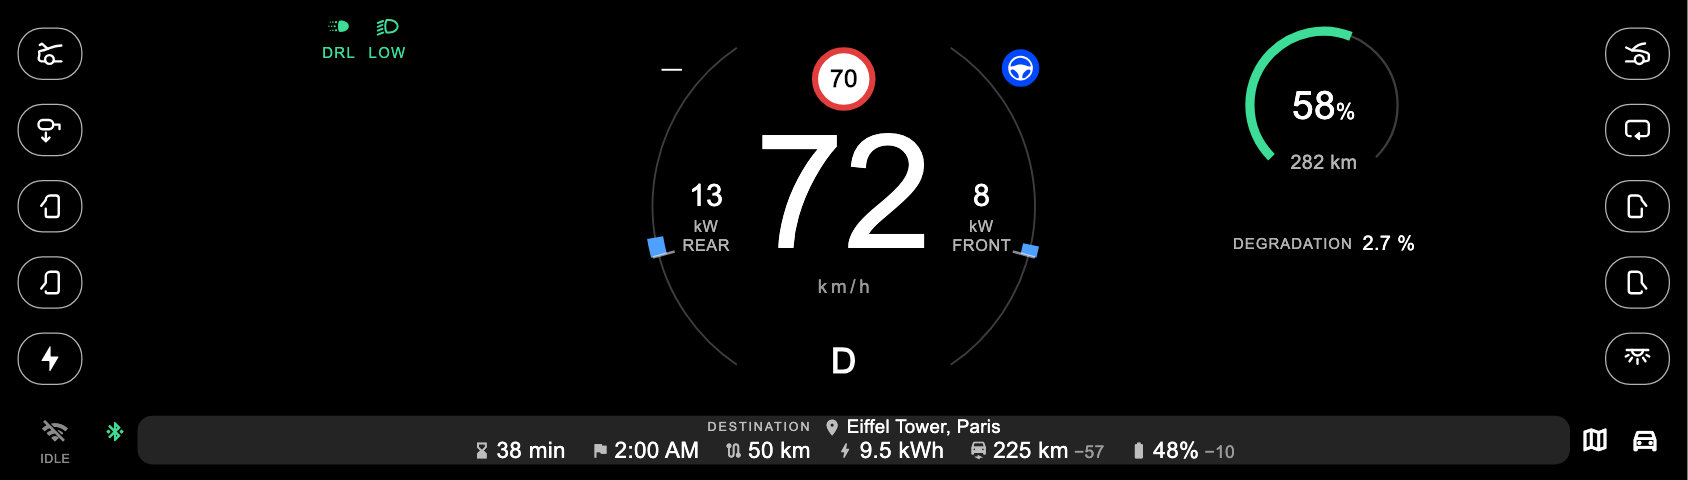 DRL LOW
70
72
km/h
13
kW
REAR
8
kW
FRONT
D
58%
282 km
DEGRADATION 2.7 %
IDLE
DESTINATION Eiffel Tower, Paris
38 min 2:00 AM 50 km 9.5 kWh 225 km −57 48% −10